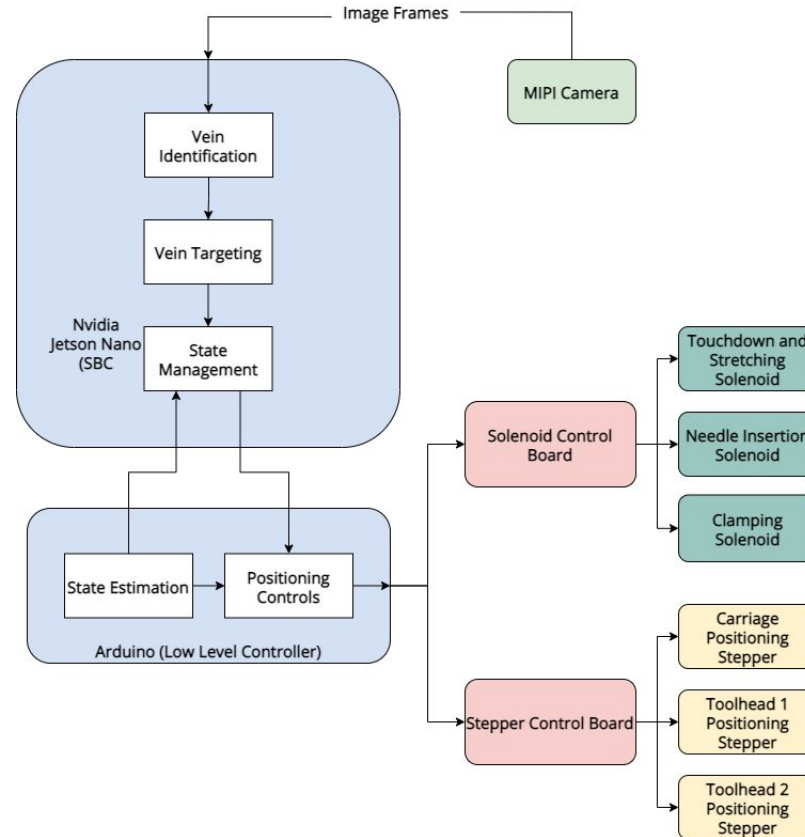 Image Frames
MIPI Camera
Vein
Identification
Vein Targeting
Nvidia
Jetson Nano
(SBC
State
Management
Touchdown and
Stretching
Solenoid
Solenoid Control
Board
Needle Insertion
Solenoid
Clamping
Solenoid
State Estimation
Positioning
Controls
Arduino (Low Level Controller)
Carriage
Positioning
Stepper
Stepper Control Board
Toolhead 1
Positioning
Stepper
Toolhead 2
Positioning
Stepper